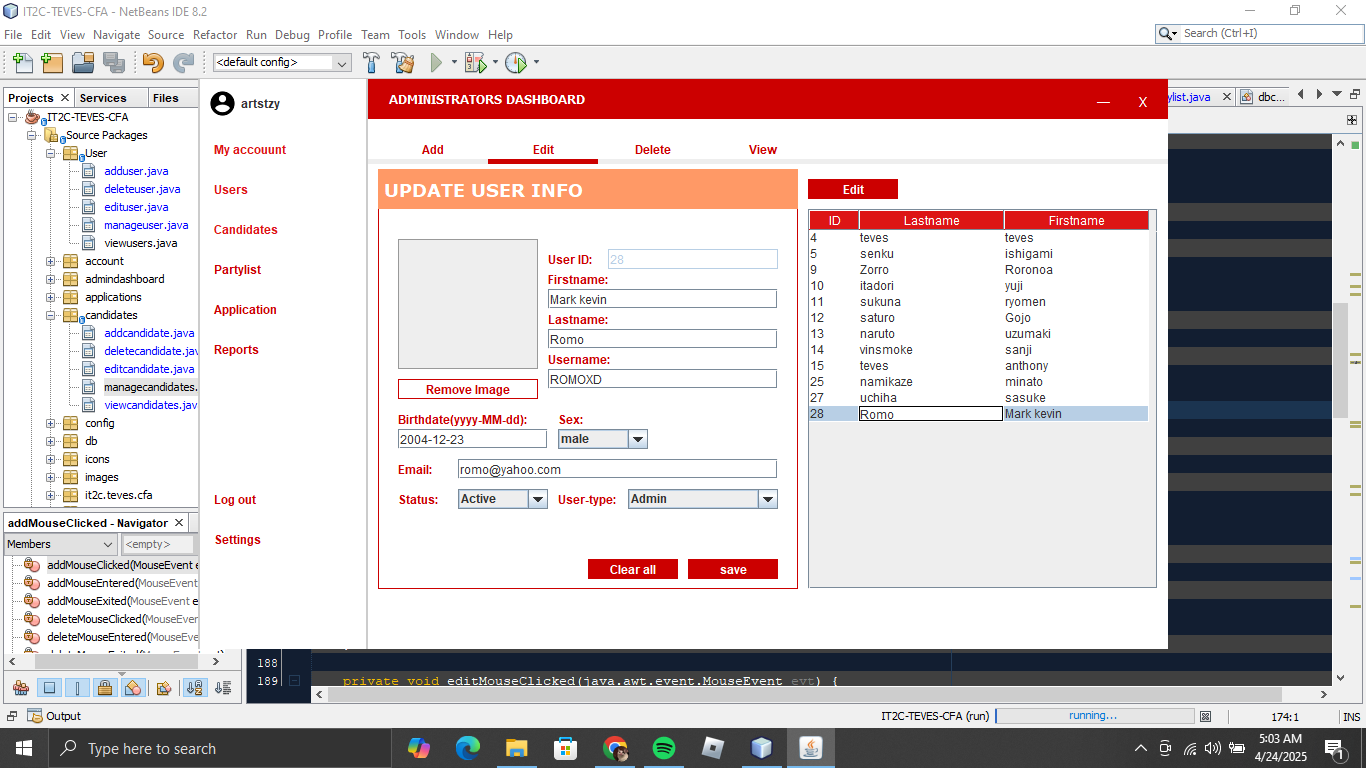 IT2C-TEVES-CFA - NetBeans IDE 8.2
File Edit View Navigate Source Refactor Run Debug Profile Team Tools Window Help
Search (Ctrl+I)
<default config>
Projects Services Files
artstzy
ADMINISTRATORS DASHBOARD
X
ylist.java dbc...
IT2C-TEVES-CFA
Source Packages
User
adduser.java
deleteuser.java
edituser.java
manageuser.java
viewusers.java
account
admindashboard
applications
candidates
addcandidate.java
deletecandidate.java
editcandidate.java
managecandidates.
viewcandidates.jav
config
db
icons
images
it2c.teves.cfa
My account
Users
Candidates
Partylist
Application
Reports
Log out
Settings
Add Edit Delete View
UPDATE USER INFO
User ID: 28
Firstname:
Mark kevin
Lastname:
Romo
Username:
ROMOXD
Remove Image
Birthdate(yyyy-MM-dd): Sex:
2004-12-23 male
Email: romo@yahoo.com
Status: Active User-type: Admin
Clear all save
Edit
ID Lastname Firstname
4 teves teves
5 senku ishigami
9 Zorro Roronoa
10 itadori yuji
11 sukuna ryomen
12 saturo Gojo
13 naruto uzumaki
14 vinsmoke sanji
15 teves anthony
25 namikaze minato
27 uchiha sasuke
28 Romo Mark kevin
addMouseClicked - Navigator
Members <empty>
addMouseClicked(MouseEvent e
addMouseEntered(MouseEvent
addMouseExited(MouseEvent e
deleteMouseClicked(MouseEver
deleteMouseEntered(MouseEve
188
189 private void editMouseClicked(java.awt.event.MouseEvent evt) {
Output
IT2C-TEVES-CFA (run) running... 174:1 INS
Type here to search
5:03 AM
4/24/2025
1